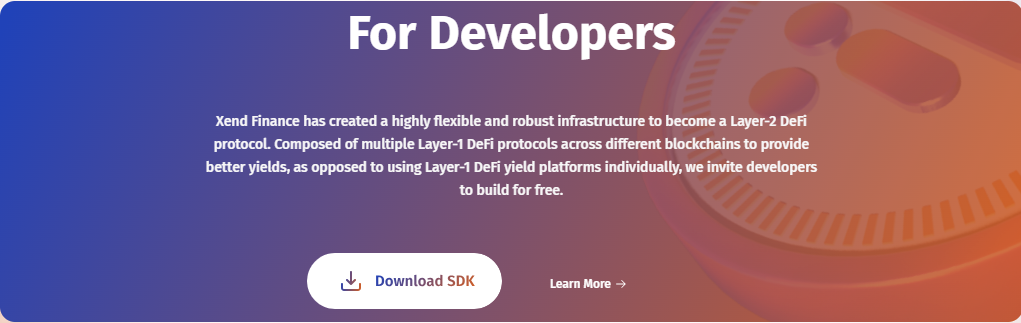 For Developers
Xend Finance has created a highly flexible and robust infrastructure to become a Layer-2 DeFi
protocol. Composed of multiple Layer-1 DeFi protocols across different blockchains to provide
better yields, as opposed to using Layer-1 DeFi yield platforms individually, we invite developers
to build for free.
Download SDK
Learn More →